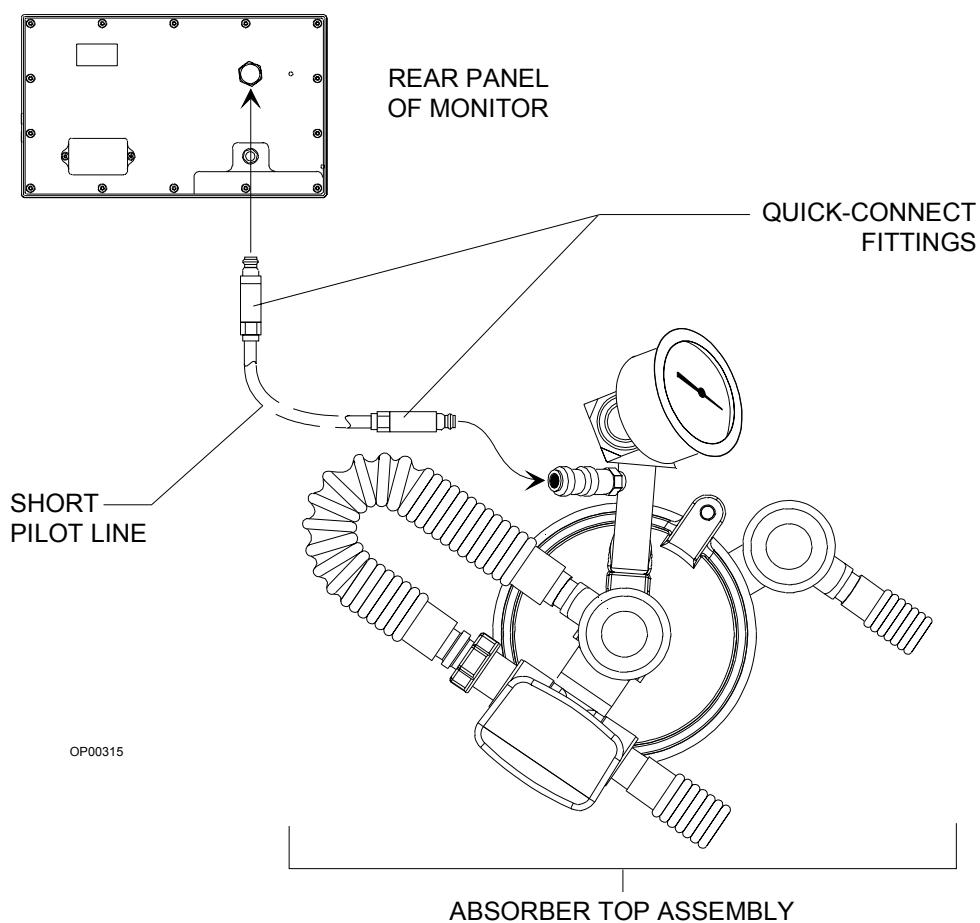 REAR PANEL
OF MONITOR
QUICK-CONNECT
FITTINGS
SHORT
PILOT LINE
OP00315
ABSORBER TOP ASSEMBLY